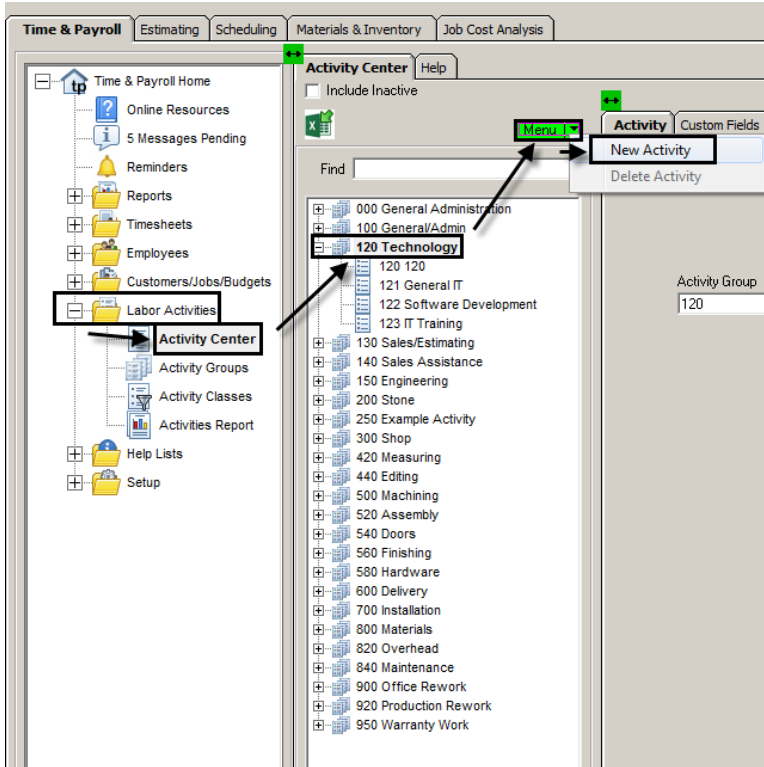 Time & Payroll Estimating Scheduling Materials & Inventory Job Cost Analysis
tp Time & Payroll Home
Online Resources
5 Messages Pending
Reminders
Reports
Timesheets
Employees
Customers/Jobs/Budgets
Labor Activities
Activity Center
Activity Groups
Activity Classes
Activities Report
Help Lists
Setup
Activity Center Help
Include Inactive
Menu
Find
000 General Administration
100 General/Admin
120 Technology
120 120
121 General IT
122 Software Development
123 IT Training
130 Sales/Estimating
140 Sales Assistance
150 Engineering
200 Stone
250 Example Activity
300 Shop
420 Measuring
440 Editing
500 Machining
520 Assembly
540 Doors
560 Finishing
580 Hardware
600 Delivery
700 Installation
800 Materials
820 Overhead
840 Maintenance
900 Office Rework
920 Production Rework
950 Warranty Work
Activity Custom Fields
New Activity
Delete Activity
Activity Group
120